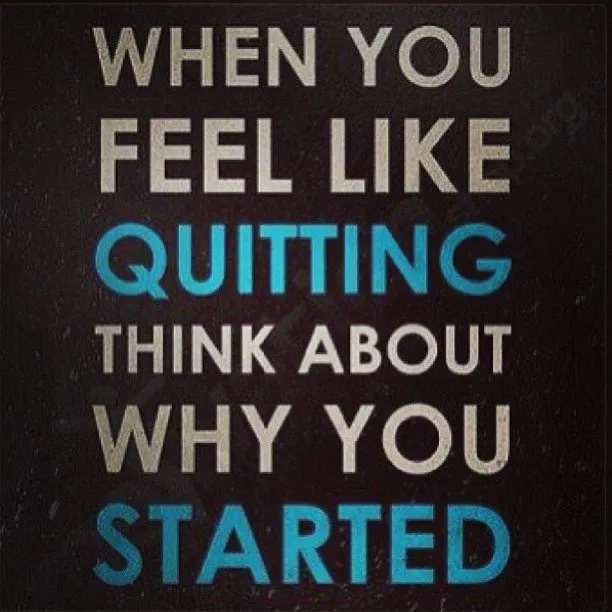 WHEN YOU
FEEL LIKE
QUITTING
THINK ABOUT
WHY YOU
STARTED